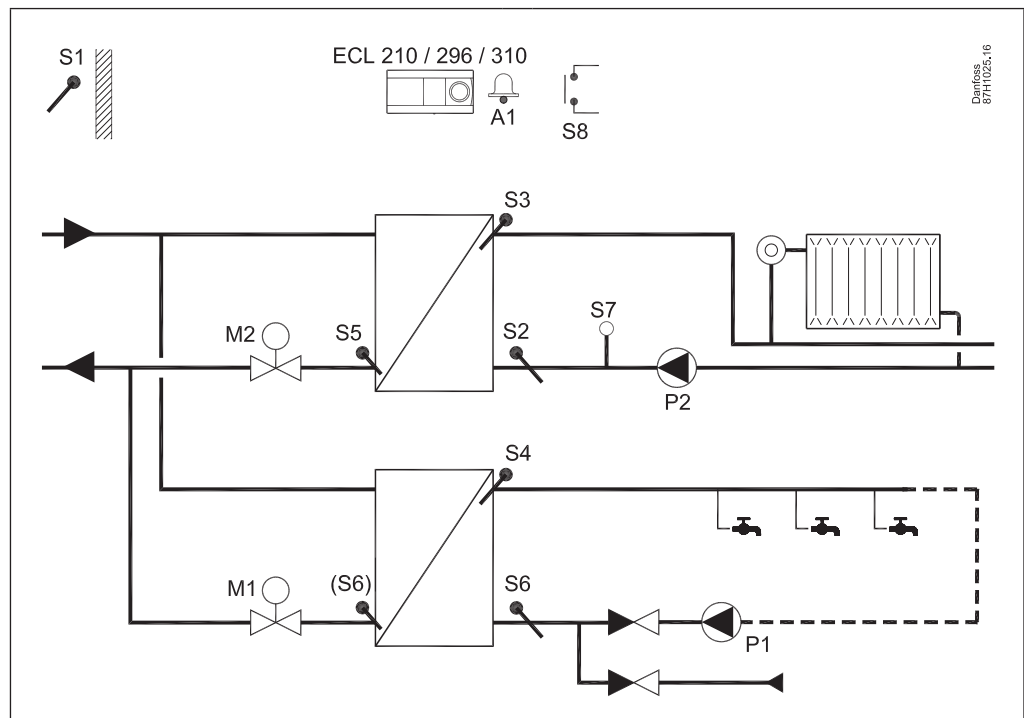 S1
ECL 210 / 296 / 310
A1
S8
Danfoss
87H1025.16
S3
M2
S5
S2
S7
P2
S4
M1
(S6)
S6
P1